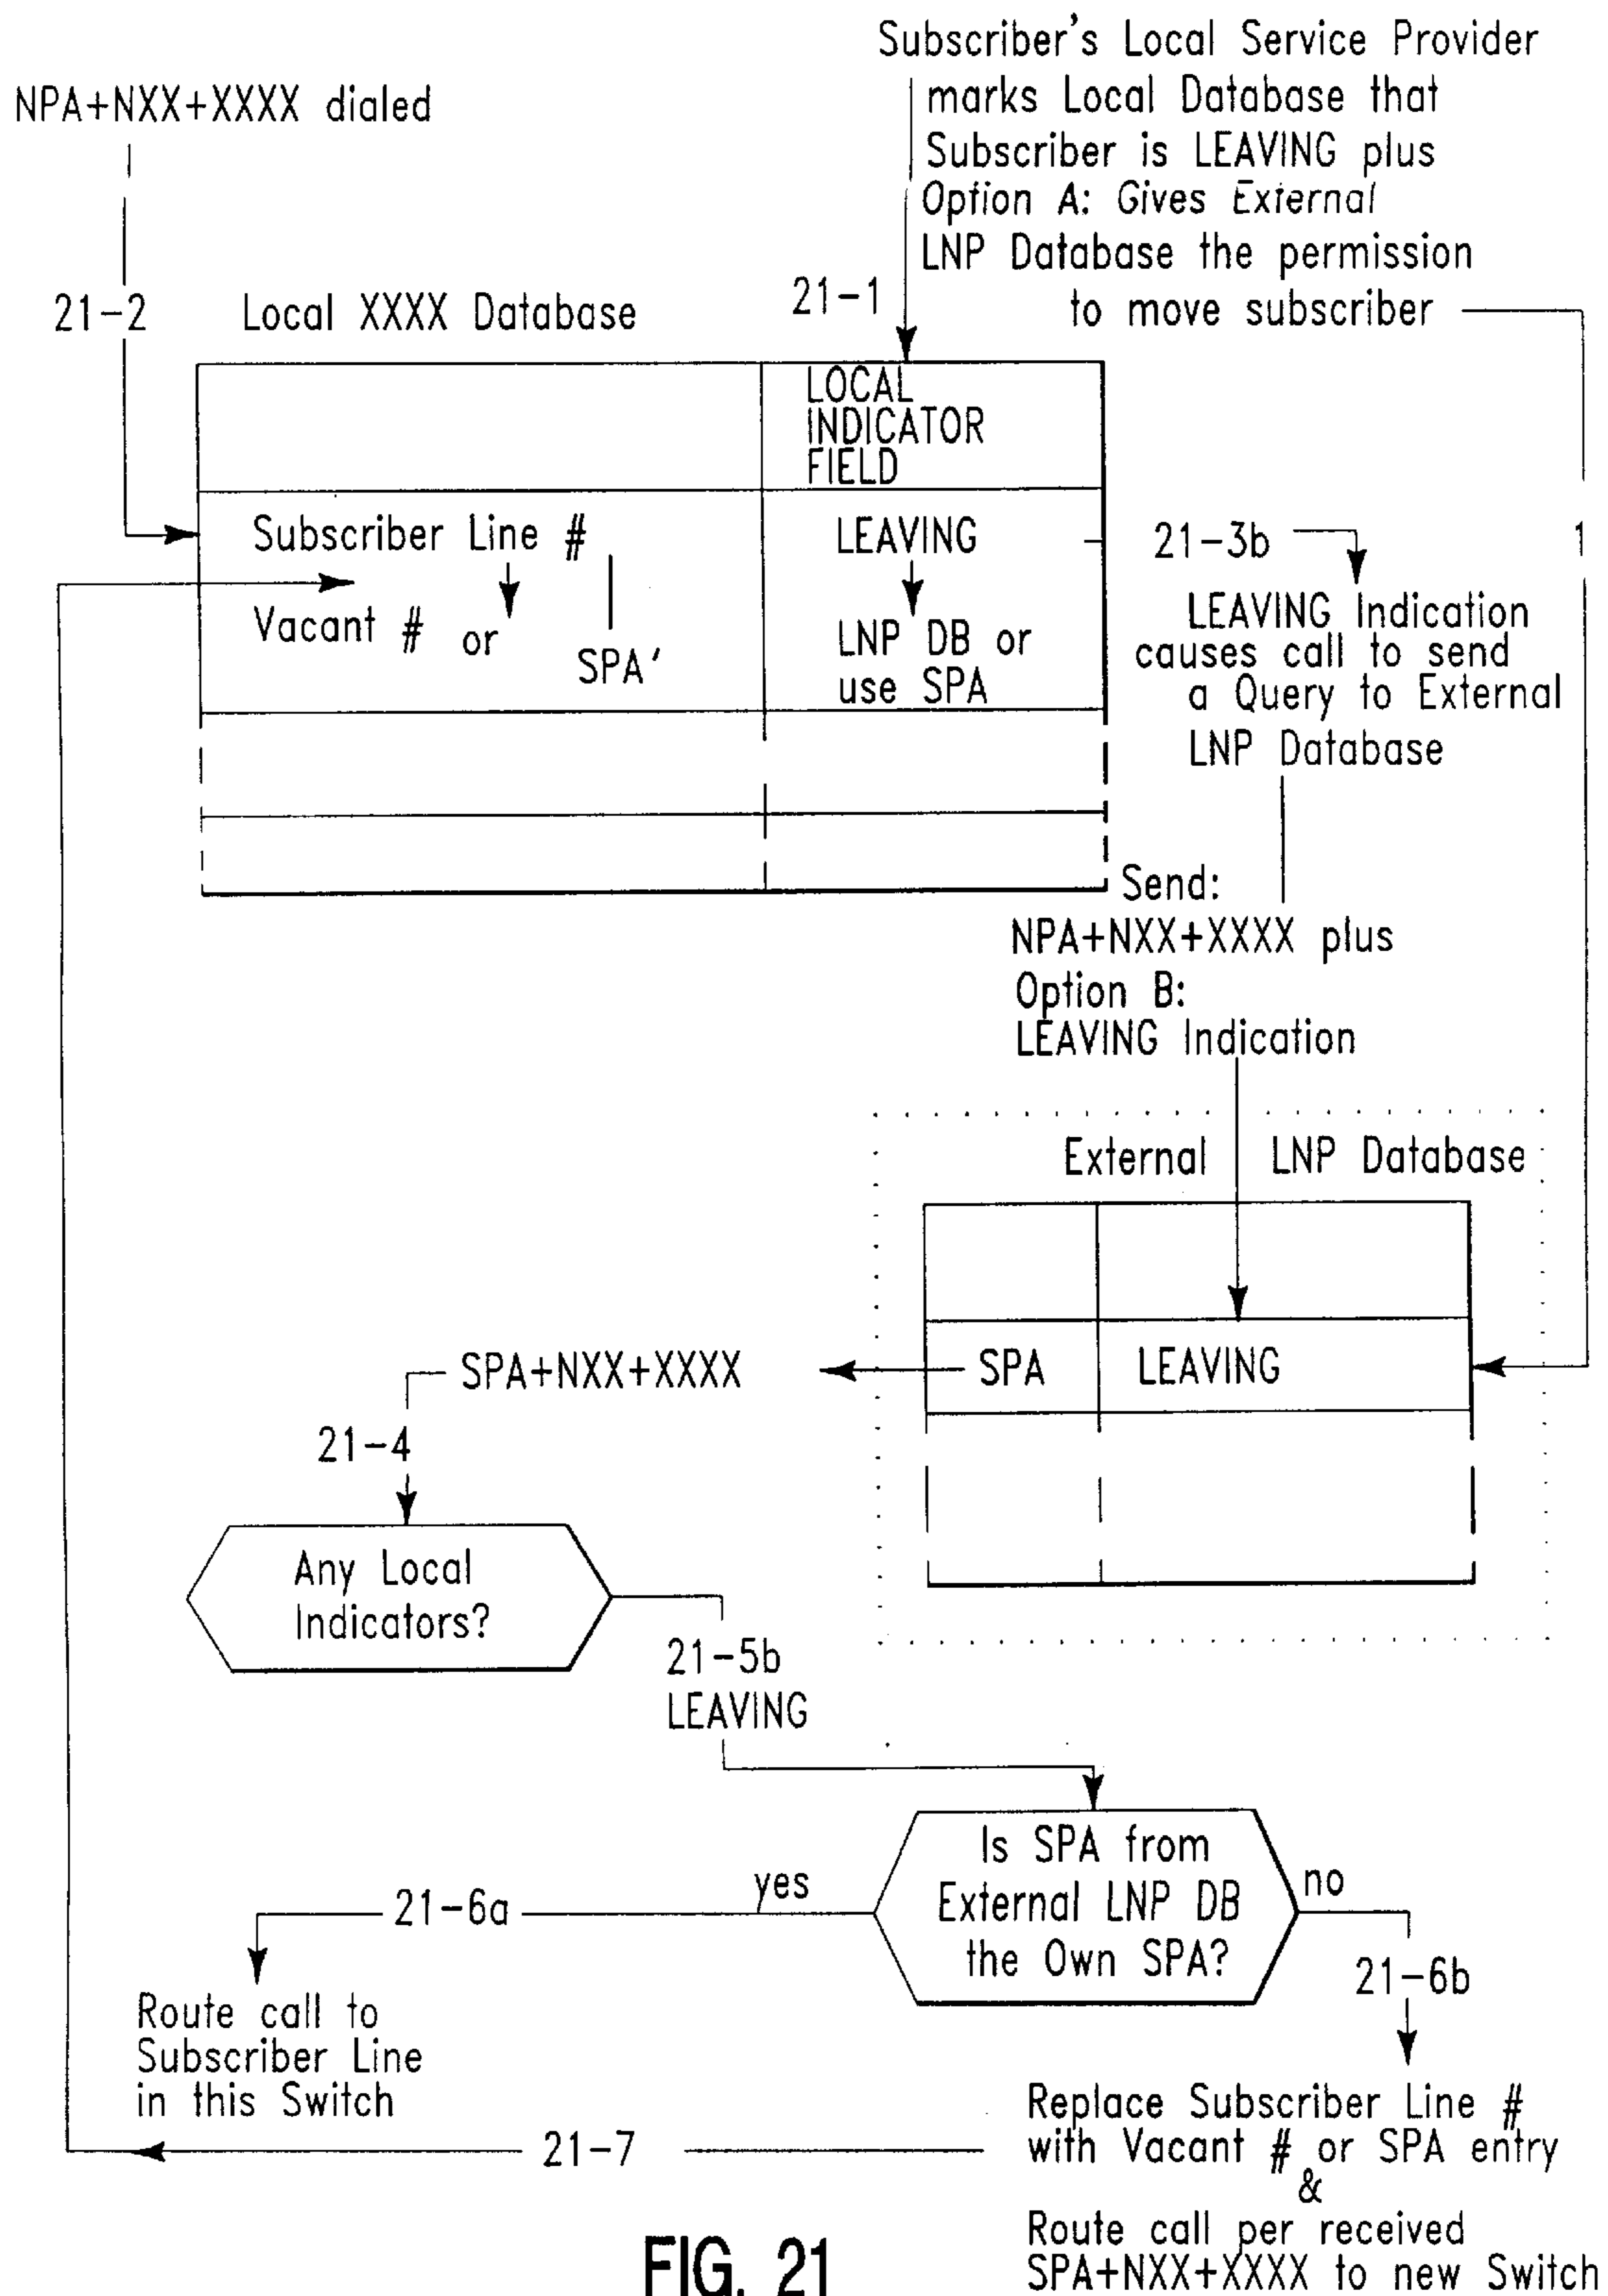 Subscriber's Local Service Provider
marks Local Database that
Subscriber is LEAVING plus
Option A: Gives External
LNP Database the permission
to move subscriber
NPA+NXX+XXXX dialed
21-2
Local XXXX Database
21-1
LOCAL
INDICATOR
FIELD
Subscriber Line #
Vacant # or
SPA'
LEAVING
LNP DB or
use SPA
21-3b
1
LEAVING Indication
causes call to send
a Query to External
LNP Database
Send:
NPA+NXX+XXXX plus
Option B:
LEAVING Indication
External LNP Database
SPA LEAVING
SPA+NXX+XXXX
21-4
Any Local
Indicators?
21-5b
LEAVING
Is SPA from
External LNP DB
the Own SPA?
yes
no
21-6a
21-6b
Route call to
Subscriber Line
in this Switch
Replace Subscriber Line #
with Vacant # or SPA entry
&
Route call per received
SPA+NXX+XXXX to new Switch
21-7
FIG. 21